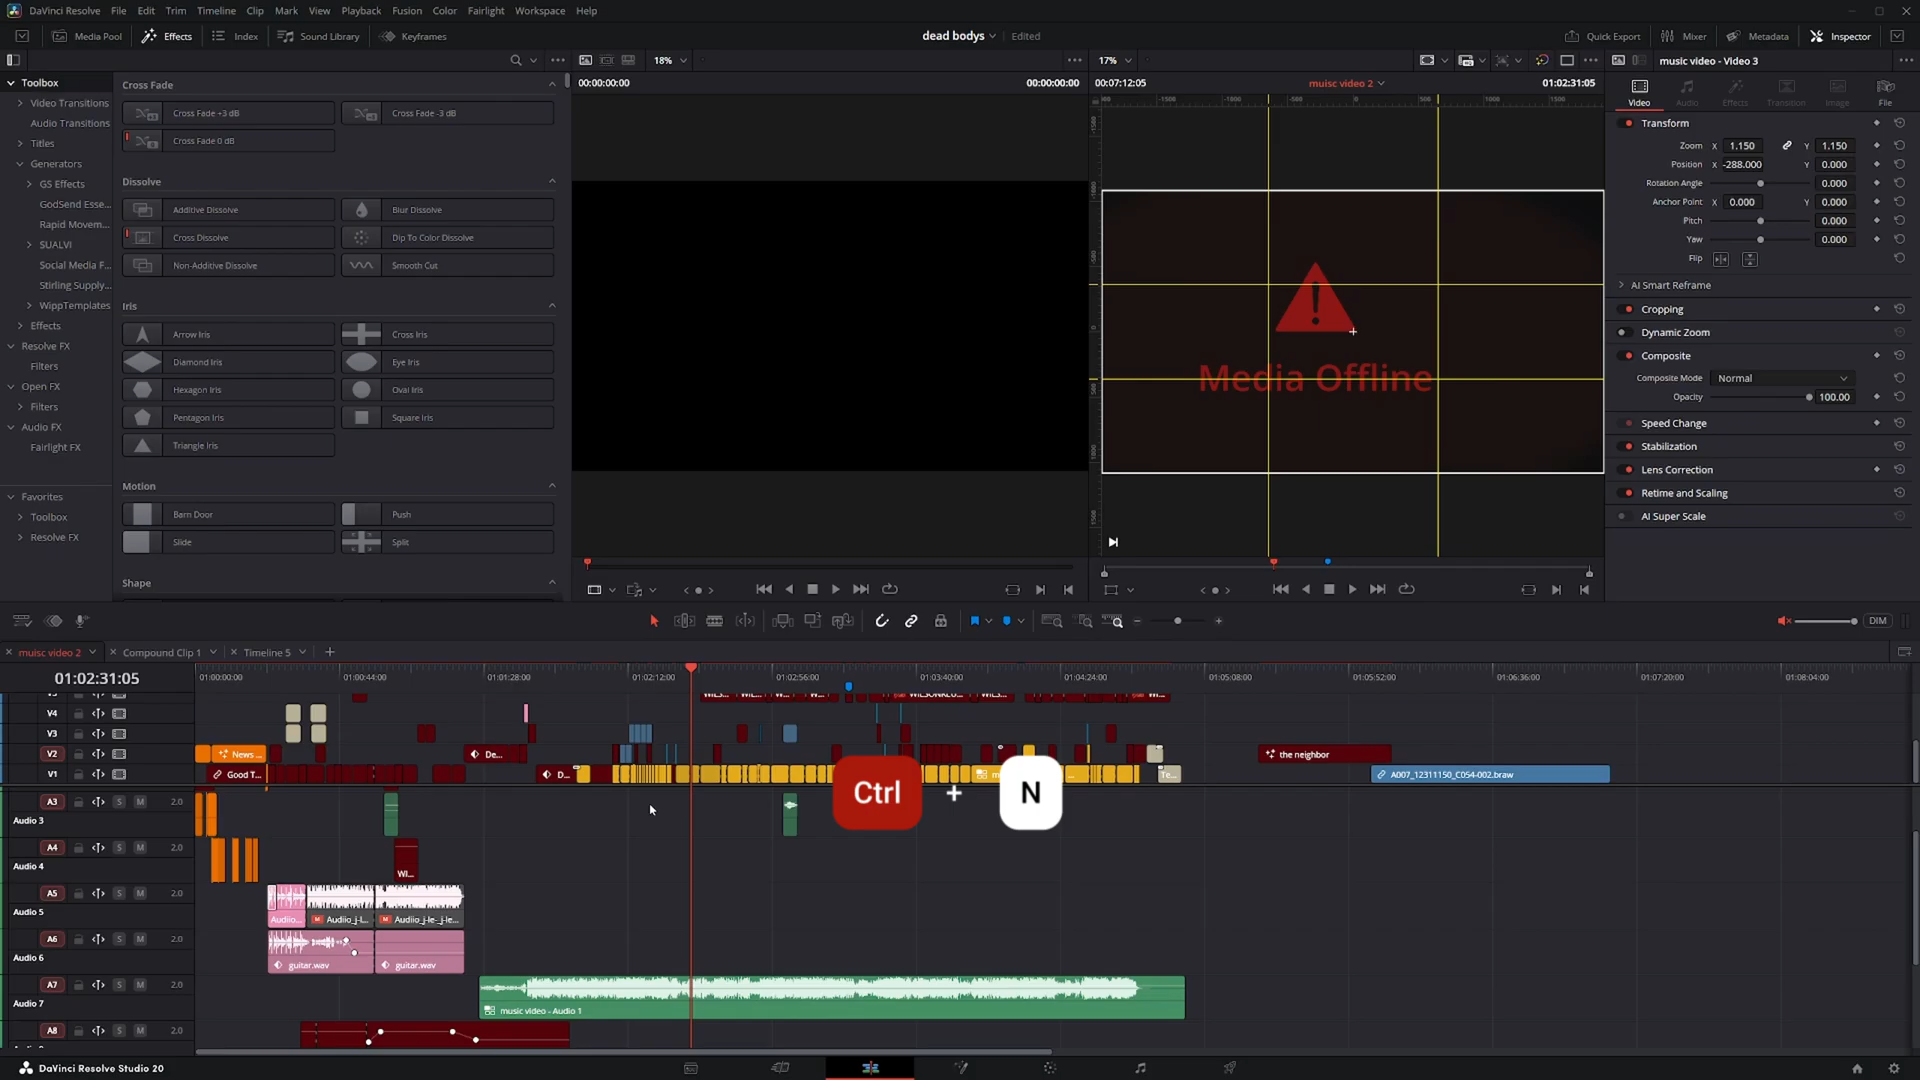 DaVinci Resolve File Edit Trim Timeline Clip Mark View Playback Fusion Color Fairlight Workspace Help
Media Pool Effects Index Sound Library Keyframes dead bodys Edited Quick Export Mixer Metadata Inspector
18% 17% music video - Video 3
00:00:00:00 00:00:00:00 00:07:12:05 muisc video 2 01:02:31:05
Video Audio Effects Transition Image File
Toolbox
Video Transitions
Audio Transitions
Titles
Generators
GS Effects
GodSend Esse...
Rapid Movem...
SUALVI
Social Media F...
Stirling Supply...
WippTemplates
Effects
Resolve FX
Filters
Open FX
Filters
Audio FX
Fairlight FX
Favorites
Toolbox
Resolve FX
Cross Fade
Cross Fade +3 dB Cross Fade -3 dB
Cross Fade 0 dB
Dissolve
Additive Dissolve Blur Dissolve
Cross Dissolve Dip To Color Dissolve
Non-Additive Dissolve Smooth Cut
Iris
Arrow Iris Cross Iris
Diamond Iris Eye Iris
Hexagon Iris Oval Iris
Pentagon Iris Square Iris
Triangle Iris
Motion
Barn Door Push
Slide Split
Shape
Media Offline
Transform
Zoom X 1.150 Y 1.150
Position X -288.000 Y 0.000
Rotation Angle 0.000
Anchor Point X 0.000 Y 0.000
Pitch 0.000
Yaw 0.000
Flip
AI Smart Reframe
Cropping
Dynamic Zoom
Composite
Composite Mode Normal
Opacity 100.00
Speed Change
Stabilization
Lens Correction
Retime and Scaling
AI Super Scale
DIM
muisc video 2 Compound Clip 1 Timeline 5
01:02:31:05 01:00:00:00 01:00:44:00 01:01:28:00 01:02:12:00 01:02:56:00 01:03:40:00 01:04:24:00 01:05:08:00 01:05:52:00 01:06:36:00 01:07:20:00 01:08:04:00
V4
V3
V2 News ... De... the neighbor
V1 Good T... D... Te... A007_12311150_C054-002.braw
Ctrl + N
A3 2.0
Audio 3
A4 S M 2.0
Audio 4 WI...
A5 S M 2.0
Audio 5 Audiio... Audiio_j-l... Audiio_j-le-_j-le...
A6 S M 2.0
Audio 6 guitar.wav guitar.wav
A7 S M 2.0
Audio 7 music video - Audio 1
A8 S M 2.0
DaVinci Resolve Studio 20